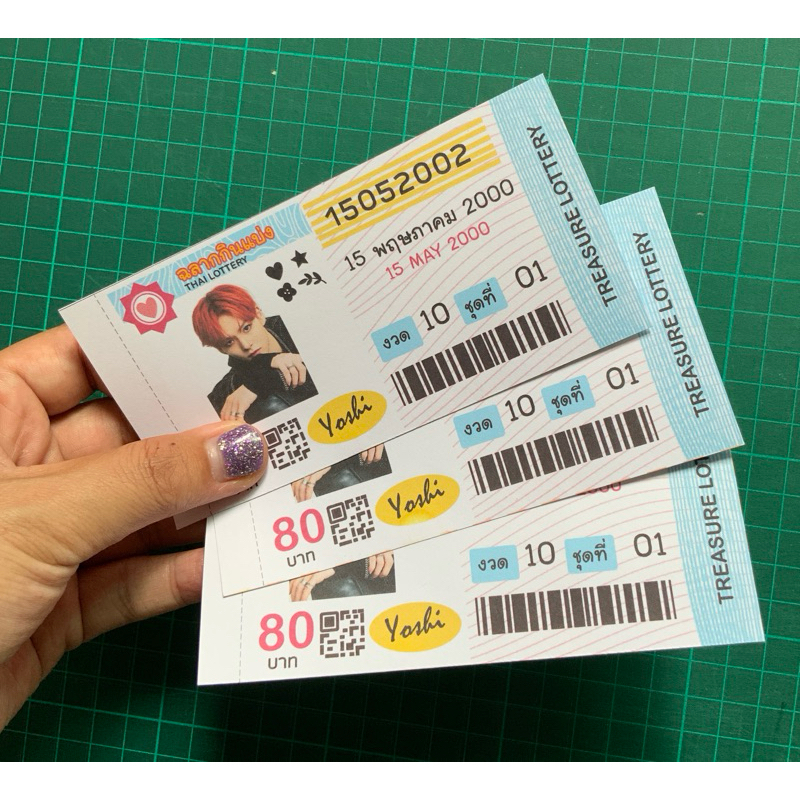 ฉลากกินแบ่ง
THAI LOTTERY
15052002
15 พฤษภาคม 2000
15 MAY 2000
งวด 10 ชุดที่ 01
Yoshi
TREASURE LOTTERY
งวด 10 ชุดที่ 01
80
บาท
Yoshi
TREASURE LOTTERY
งวด 10 ชุดที่ 01
80
บาท
Yoshi
TREASURE LOTTERY